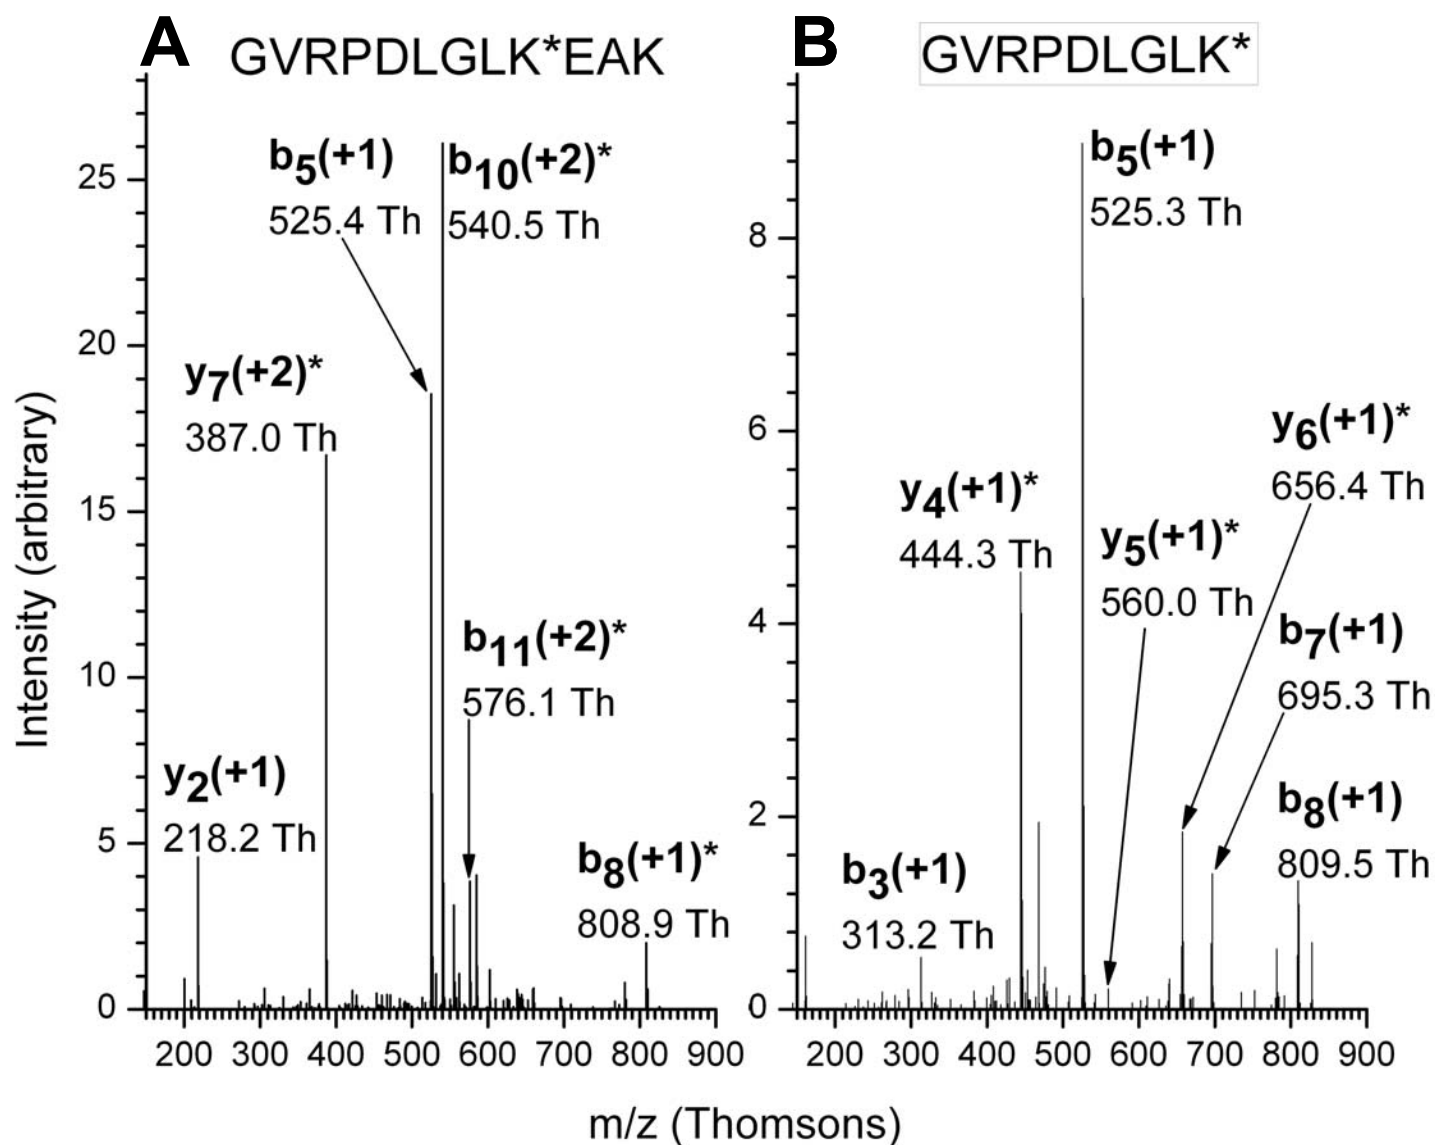 A GVRPDLGLK*EAK
B GVRPDLGLK*
Intensity (arbitrary)
25
20
15
10
5
0
b5(+1)
525.4 Th
b10(+2)*
540.5 Th
y7(+2)*
387.0 Th
b11(+2)*
576.1 Th
y2(+1)
218.2 Th
b8(+1)*
808.9 Th
200 300 400 500 600 700 800 900
8
6
4
2
0
b5(+1)
525.3 Th
y6(+1)*
656.4 Th
y4(+1)*
444.3 Th
y5(+1)*
560.0 Th
b7(+1)
695.3 Th
b8(+1)
809.5 Th
b3(+1)
313.2 Th
200 300 400 500 600 700 800 900
m/z (Thomsons)